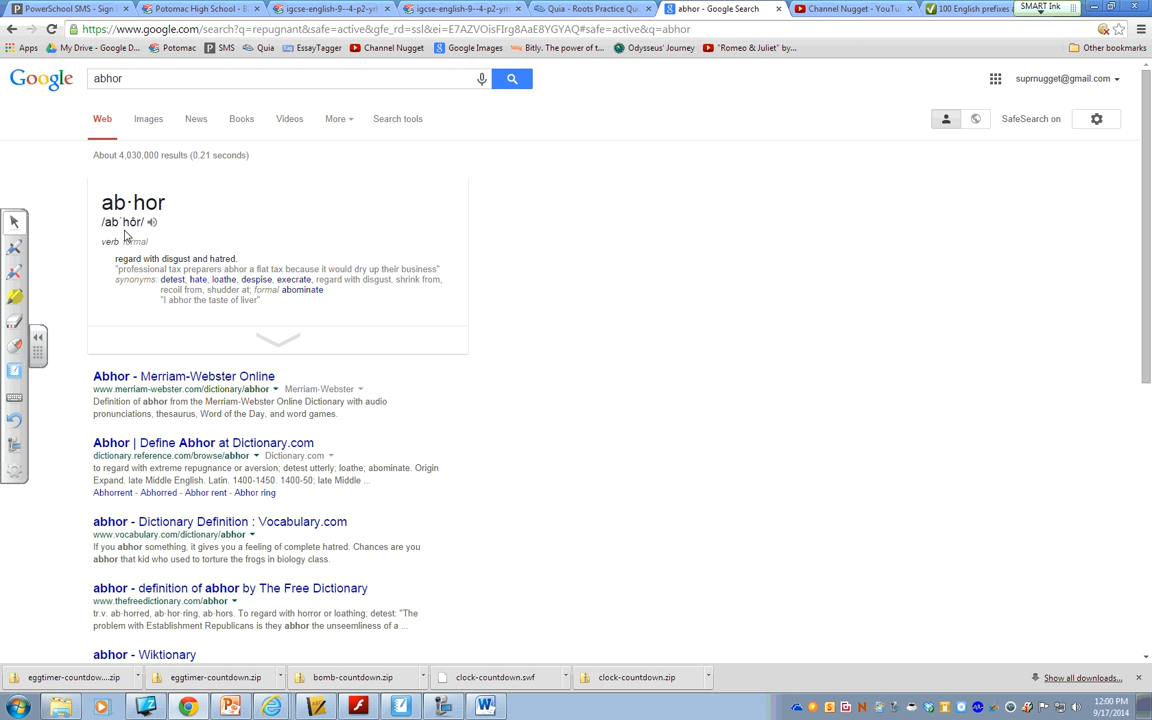 PowerSchool SMS - Sign
Potomac High School - B
igcse-english-9--4-p2-yrl
igcse-english-9--4-p2-yrl
Quia - Roots Practice Qu
abhor - Google Search
Channel Nugget - YouTu
100 English prefixes
SMART Ink
https://www.google.com/search?q=repugnant&safe=active&gfe_rd=ssl&ei=E7AZVOisFIrg8AaE8YGYAQ#safe=active&q=abhor
Apps My Drive - Google D... Potomac SMS Quia EssayTagger Channel Nugget Google Images Bitly. The power of t... Odysseus' Journey "Romeo & Juliet" by... Other bookmarks
Google abhor suprnugget@gmail.com
Web Images News Books Videos More Search tools SafeSearch on
About 4,030,000 results (0.21 seconds)
ab·hor
/abˈhôr/
verb formal
regard with disgust and hatred.
"professional tax preparers abhor a flat tax because it would dry up their business"
synonyms: detest, hate, loathe, despise, execrate, regard with disgust, shrink from,
recoil from, shudder at; formal abominate
"I abhor the taste of liver"
Abhor - Merriam-Webster Online
www.merriam-webster.com/dictionary/abhor Merriam-Webster
Definition of abhor from the Merriam-Webster Online Dictionary with audio
pronunciations, thesaurus, Word of the Day, and word games.
Abhor | Define Abhor at Dictionary.com
dictionary.reference.com/browse/abhor Dictionary.com
to regard with extreme repugnance or aversion; detest utterly; loathe; abominate. Origin
Expand. late Middle English. Latin. 1400-1450. 1400-50; late Middle ...
Abhorrent - Abhorred - Abhor rent - Abhor ring
abhor - Dictionary Definition : Vocabulary.com
www.vocabulary.com/dictionary/abhor
If you abhor something, it gives you a feeling of complete hatred. Chances are you
abhor that kid who used to torture the frogs in biology class.
abhor - definition of abhor by The Free Dictionary
www.thefreedictionary.com/abhor
tr.v. ab·horred, ab·hor·ring, ab·hors. To regard with horror or loathing; detest: "The
problem with Establishment Republicans is they abhor the unseemliness of a ...
abhor - Wiktionary
eggtimer-countdow....zip eggtimer-countdown.zip bomb-countdown.zip clock-countdown.swf clock-countdown.zip Show all downloads...
12:00 PM
9/17/2014